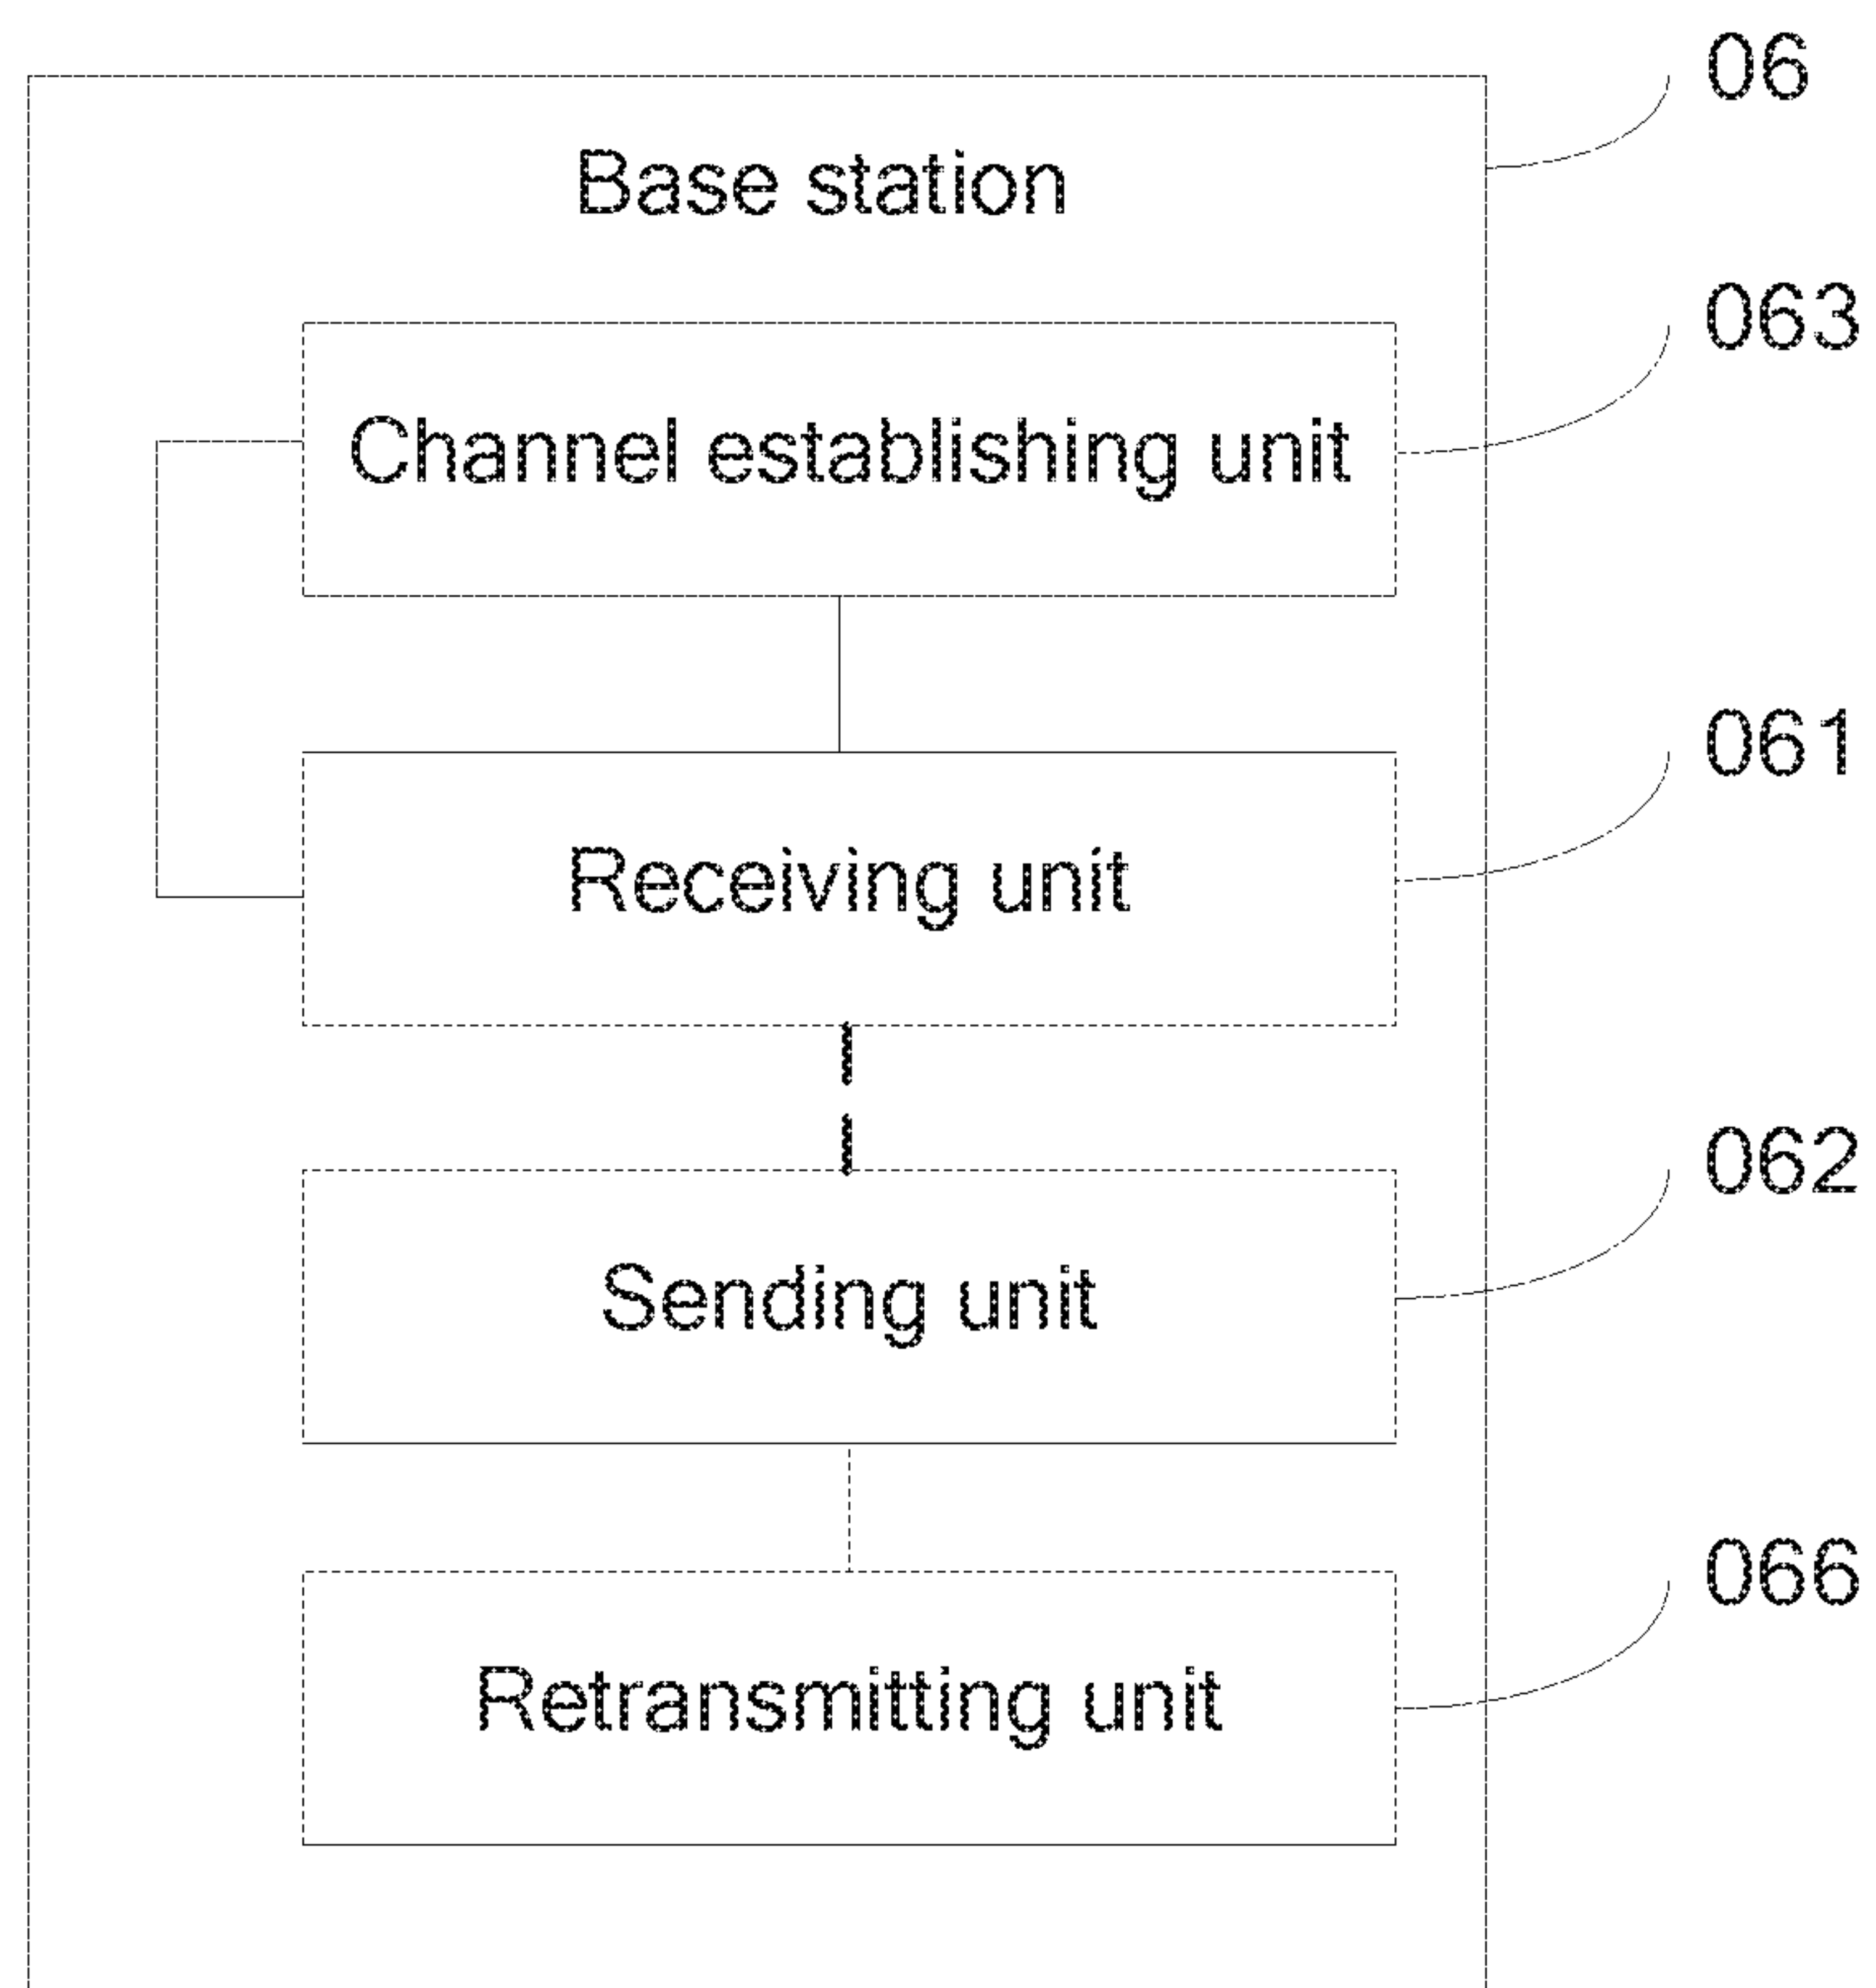 06
Base station
063
Channel establishing unit
061
Receiving unit
062
Sending unit
066
Retransmitting unit